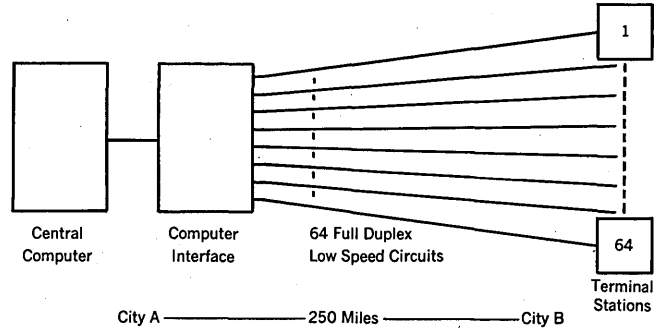 1
64
Central
Computer
Computer
Interface
64 Full Duplex
Low Speed Circuits
Terminal
Stations
City A 250 Miles City B